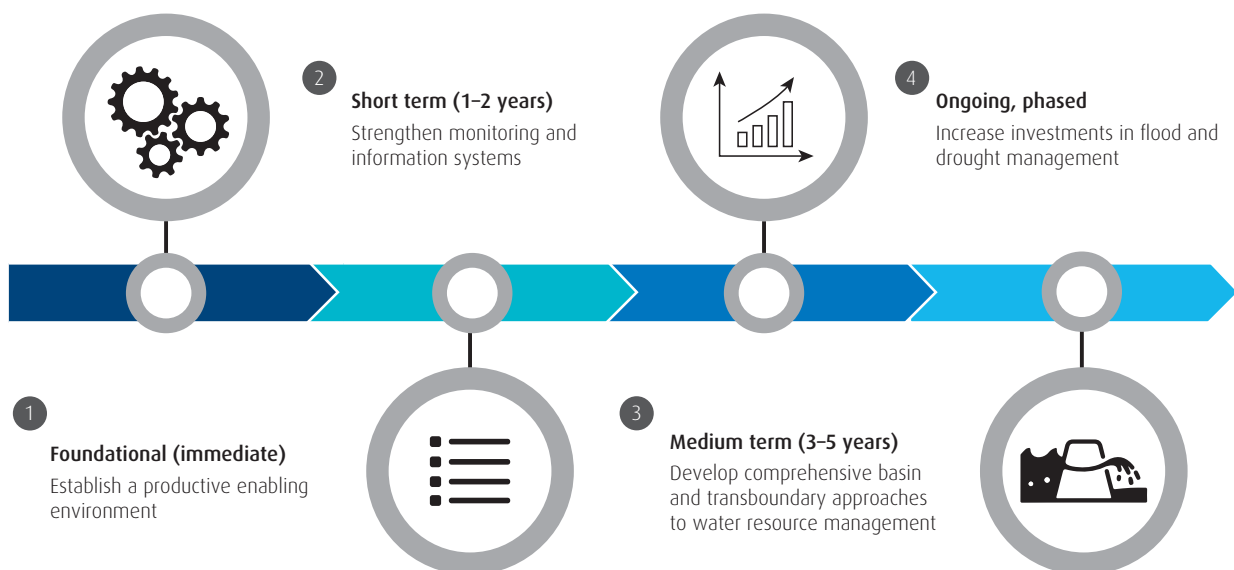 1
Foundational (immediate)
Establish a productive enabling
environment
2
Short term (1–2 years)
Strengthen monitoring and
information systems
3
Medium term (3–5 years)
Develop comprehensive basin
and transboundary approaches
to water resource management
4
Ongoing, phased
Increase investments in flood and
drought management